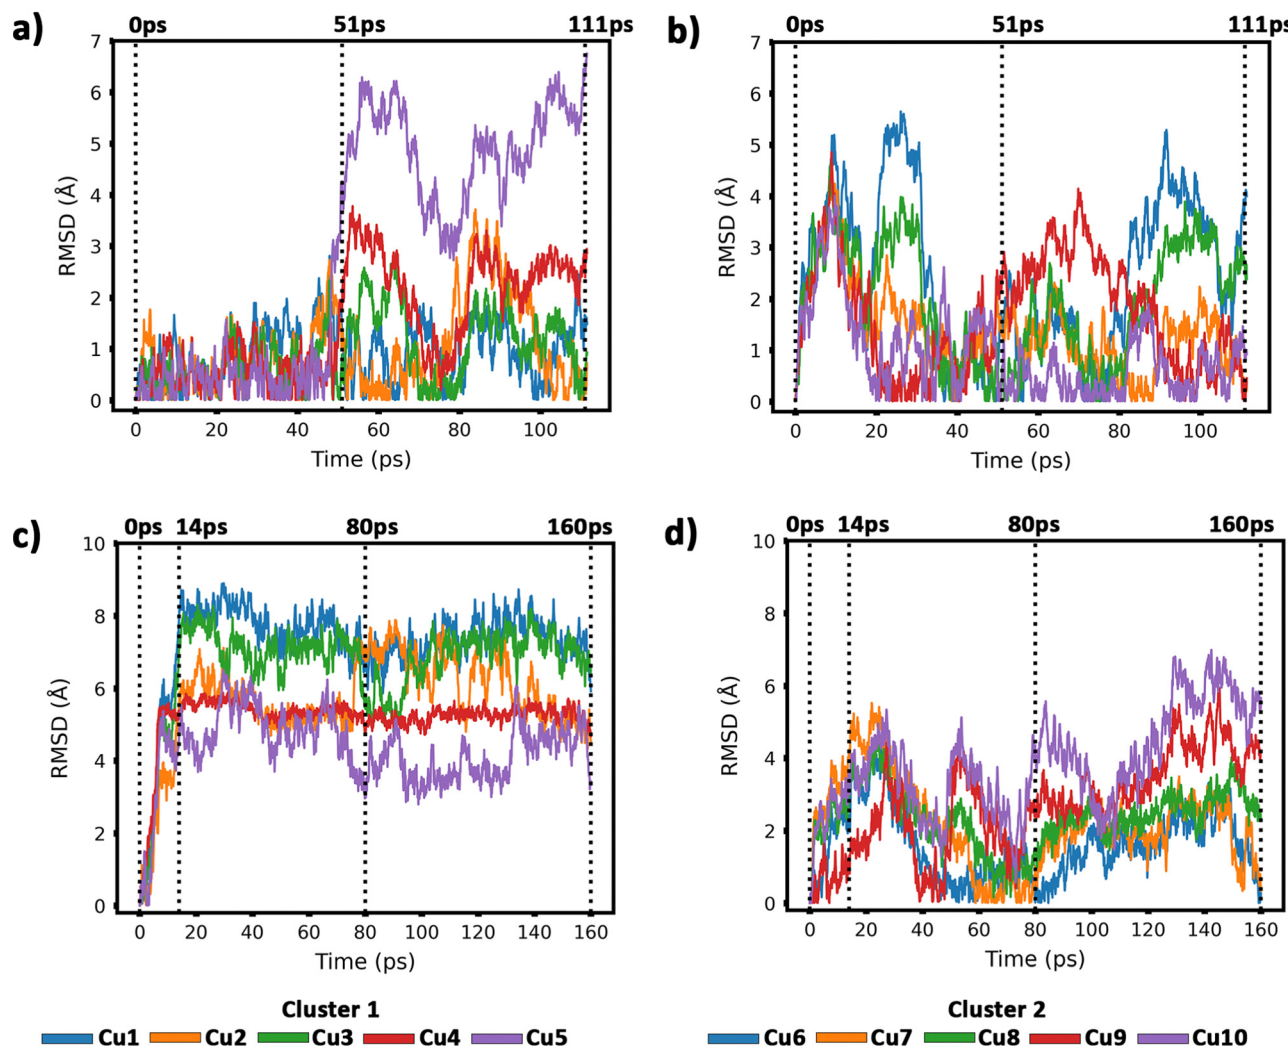 a)
0ps 51ps 111ps
7
6
5
4
3
2
1
0
RMSD (Å)
0 20 40 60 80 100
Time (ps)
b)
0ps 51ps 111ps
7
6
5
4
3
2
1
0
RMSD (Å)
0 20 40 60 80 100
Time (ps)
c)
0ps 14ps 80ps 160ps
10
8
6
4
2
0
RMSD (Å)
0 20 40 60 80 100 120 140 160
Time (ps)
d)
0ps 14ps 80ps 160ps
10
8
6
4
2
0
RMSD (Å)
0 20 40 60 80 100 120 140 160
Time (ps)
Cluster 1
Cu1 Cu2 Cu3 Cu4 Cu5
Cluster 2
Cu6 Cu7 Cu8 Cu9 Cu10